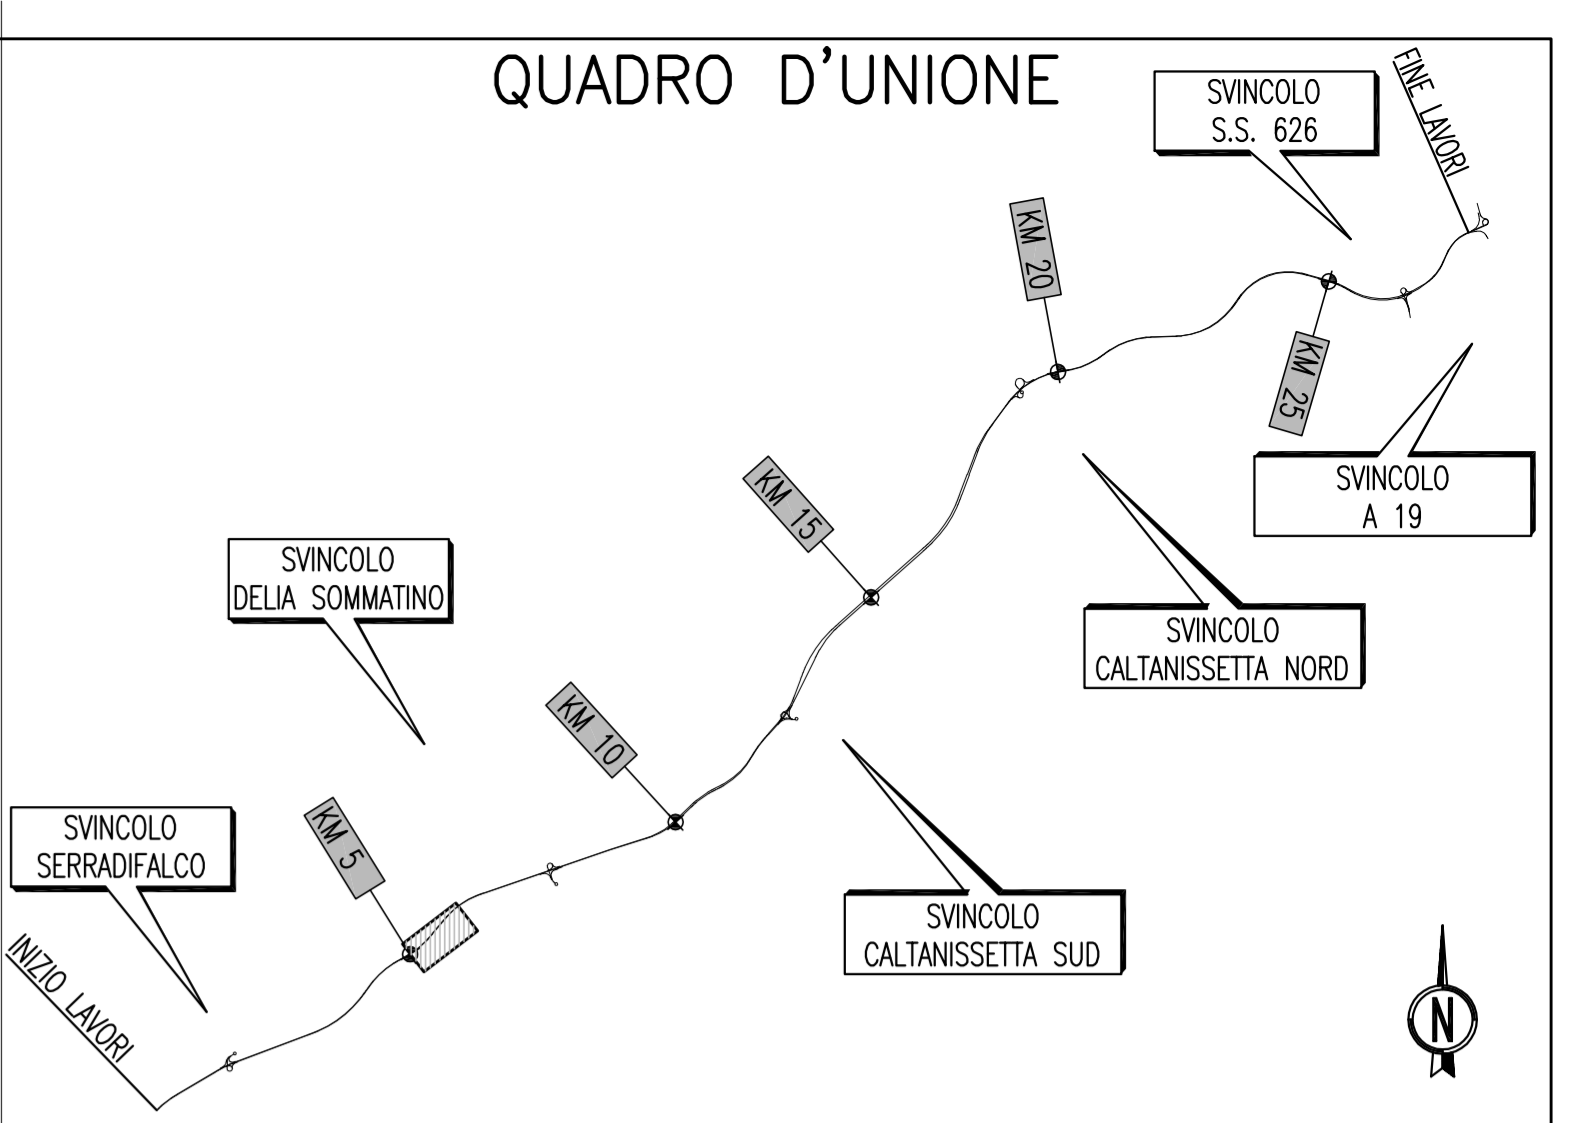 QUADRO D'UNIONE
SVINCOLO
S.S. 626
FINE LAVORI
KM 20
KM 25
SVINCOLO
A 19
KM 15
SVINCOLO
DELIA SOMMATINO
SVINCOLO
CALTANISSETTA NORD
KM 10
KM 5
SVINCOLO
SERRADIFALCO
SVINCOLO
CALTANISSETTA SUD
INIZIO LAVORI
N